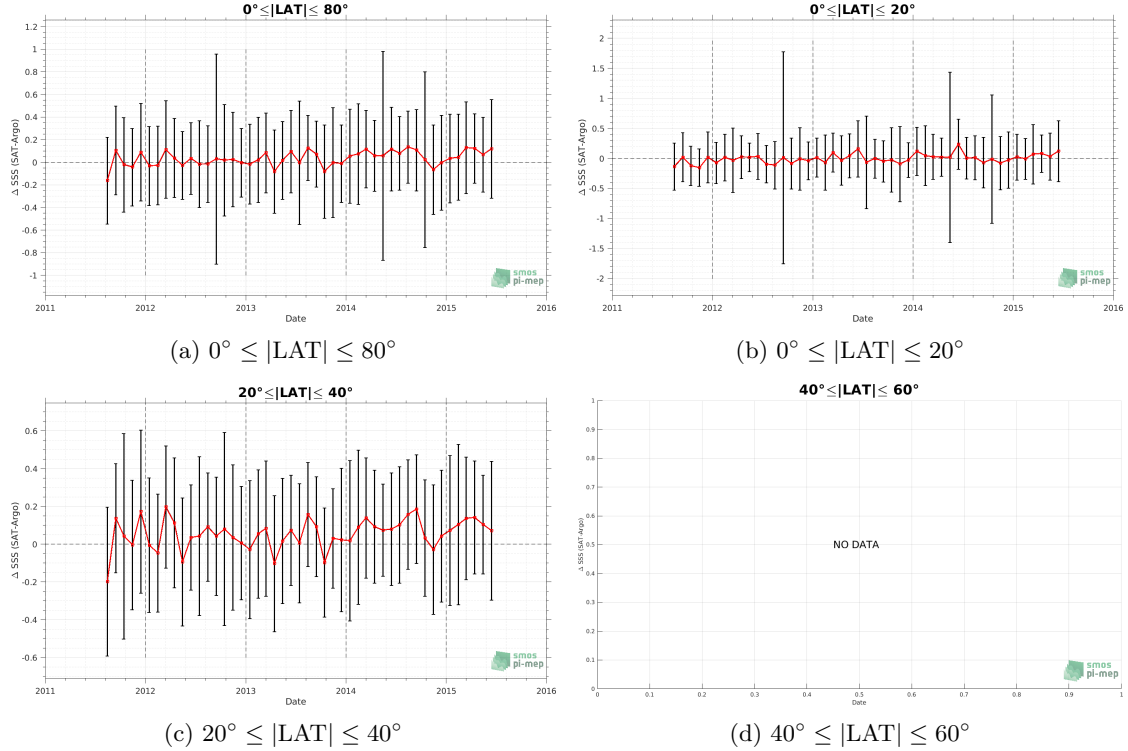 0°≤|LAT|≤ 80°
1.2
1
0.8
0.6
0.4
0.2
0
-0.2
-0.4
-0.6
-0.8
-1
Δ SSS (SAT-Argo)
2011 2012 2013 2014 2015 2016
Date
smos
pi-mep
(a) 0° ≤ |LAT| ≤ 80°
0°≤|LAT|≤ 20°
2
1.5
1
0.5
0
-0.5
-1
-1.5
-2
Δ SSS (SAT-Argo)
2011 2012 2013 2014 2015 2016
Date
smos
pi-mep
(b) 0° ≤ |LAT| ≤ 20°
20°≤|LAT|≤ 40°
0.6
0.4
0.2
0
-0.2
-0.4
-0.6
Δ SSS (SAT-Argo)
2011 2012 2013 2014 2015 2016
Date
smos
pi-mep
(c) 20° ≤ |LAT| ≤ 40°
40°≤|LAT|≤ 60°
1
0.9
0.8
0.7
0.6
0.5
0.4
0.3
0.2
0.1
0
Δ SSS (SAT-Argo)
NO DATA
0 0.1 0.2 0.3 0.4 0.5 0.6 0.7 0.8 0.9 1
Date
smos
pi-mep
(d) 40° ≤ |LAT| ≤ 60°